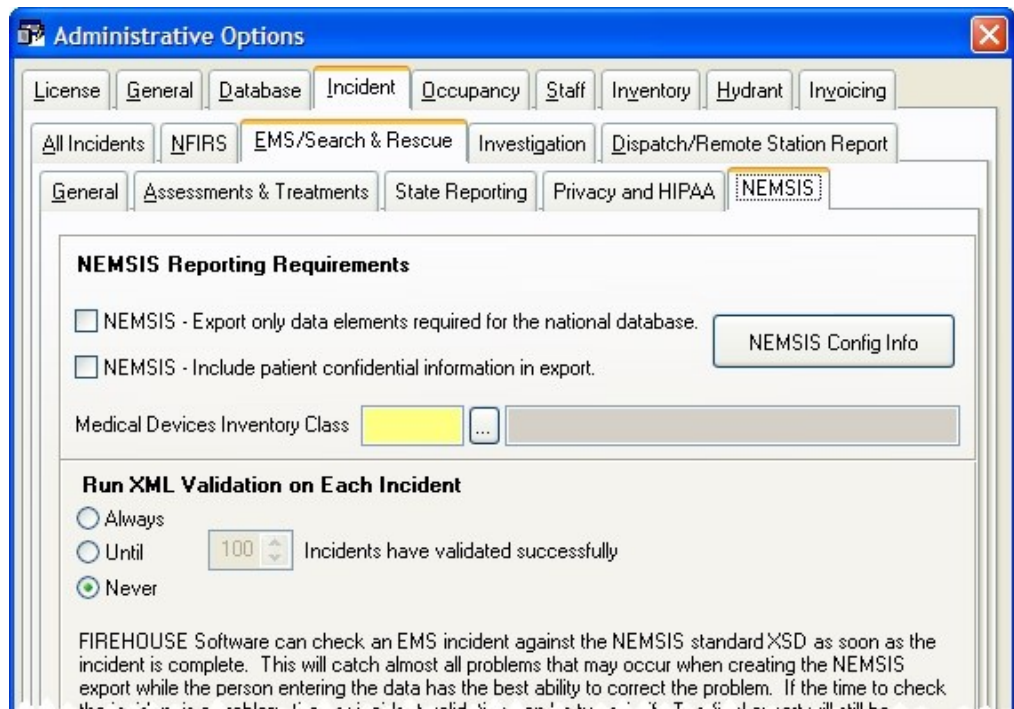 Administrative Options
License General Database Incident Occupancy Staff Inventory Hydrant Invoicing
All Incidents NFIRS EMS/Search & Rescue Investigation Dispatch/Remote Station Report
General Assessments & Treatments State Reporting Privacy and HIPAA NEMSIS
NEMSIS Reporting Requirements
NEMSIS - Export only data elements required for the national database.
NEMSIS Config Info
NEMSIS - Include patient confidential information in export.
Medical Devices Inventory Class ...
Run XML Validation on Each Incident
Always
Until 100 Incidents have validated successfully
Never
FIREHOUSE Software can check an EMS incident against the NEMSIS standard XSD as soon as the
incident is complete. This will catch almost all problems that may occur when creating the NEMSIS
export while the person entering the data has the best ability to correct the problem. If the time to check